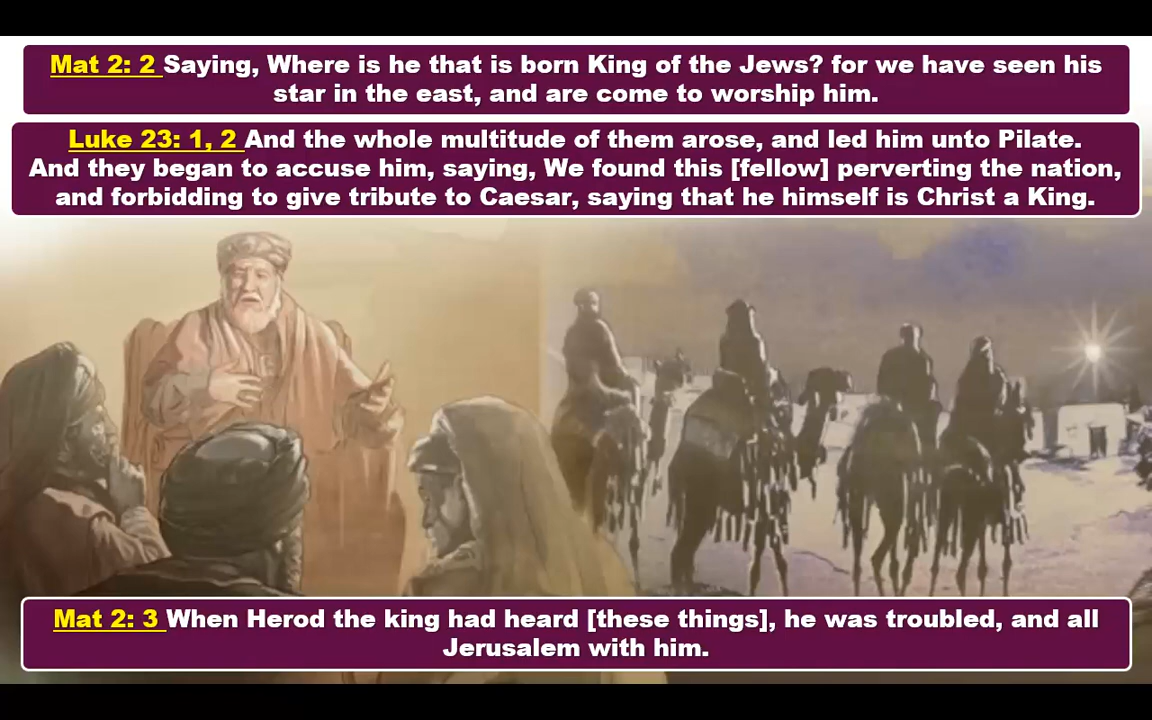 Mat 2: 2 Saying, Where is he that is born King of the Jews? for we have seen his
star in the east, and are come to worship him.
Luke 23: 1, 2 And the whole multitude of them arose, and led him unto Pilate.
And they began to accuse him, saying, We found this [fellow] perverting the nation,
and forbidding to give tribute to Caesar, saying that he himself is Christ a King.
Mat 2: 3 When Herod the king had heard [these things], he was troubled, and all
Jerusalem with him.